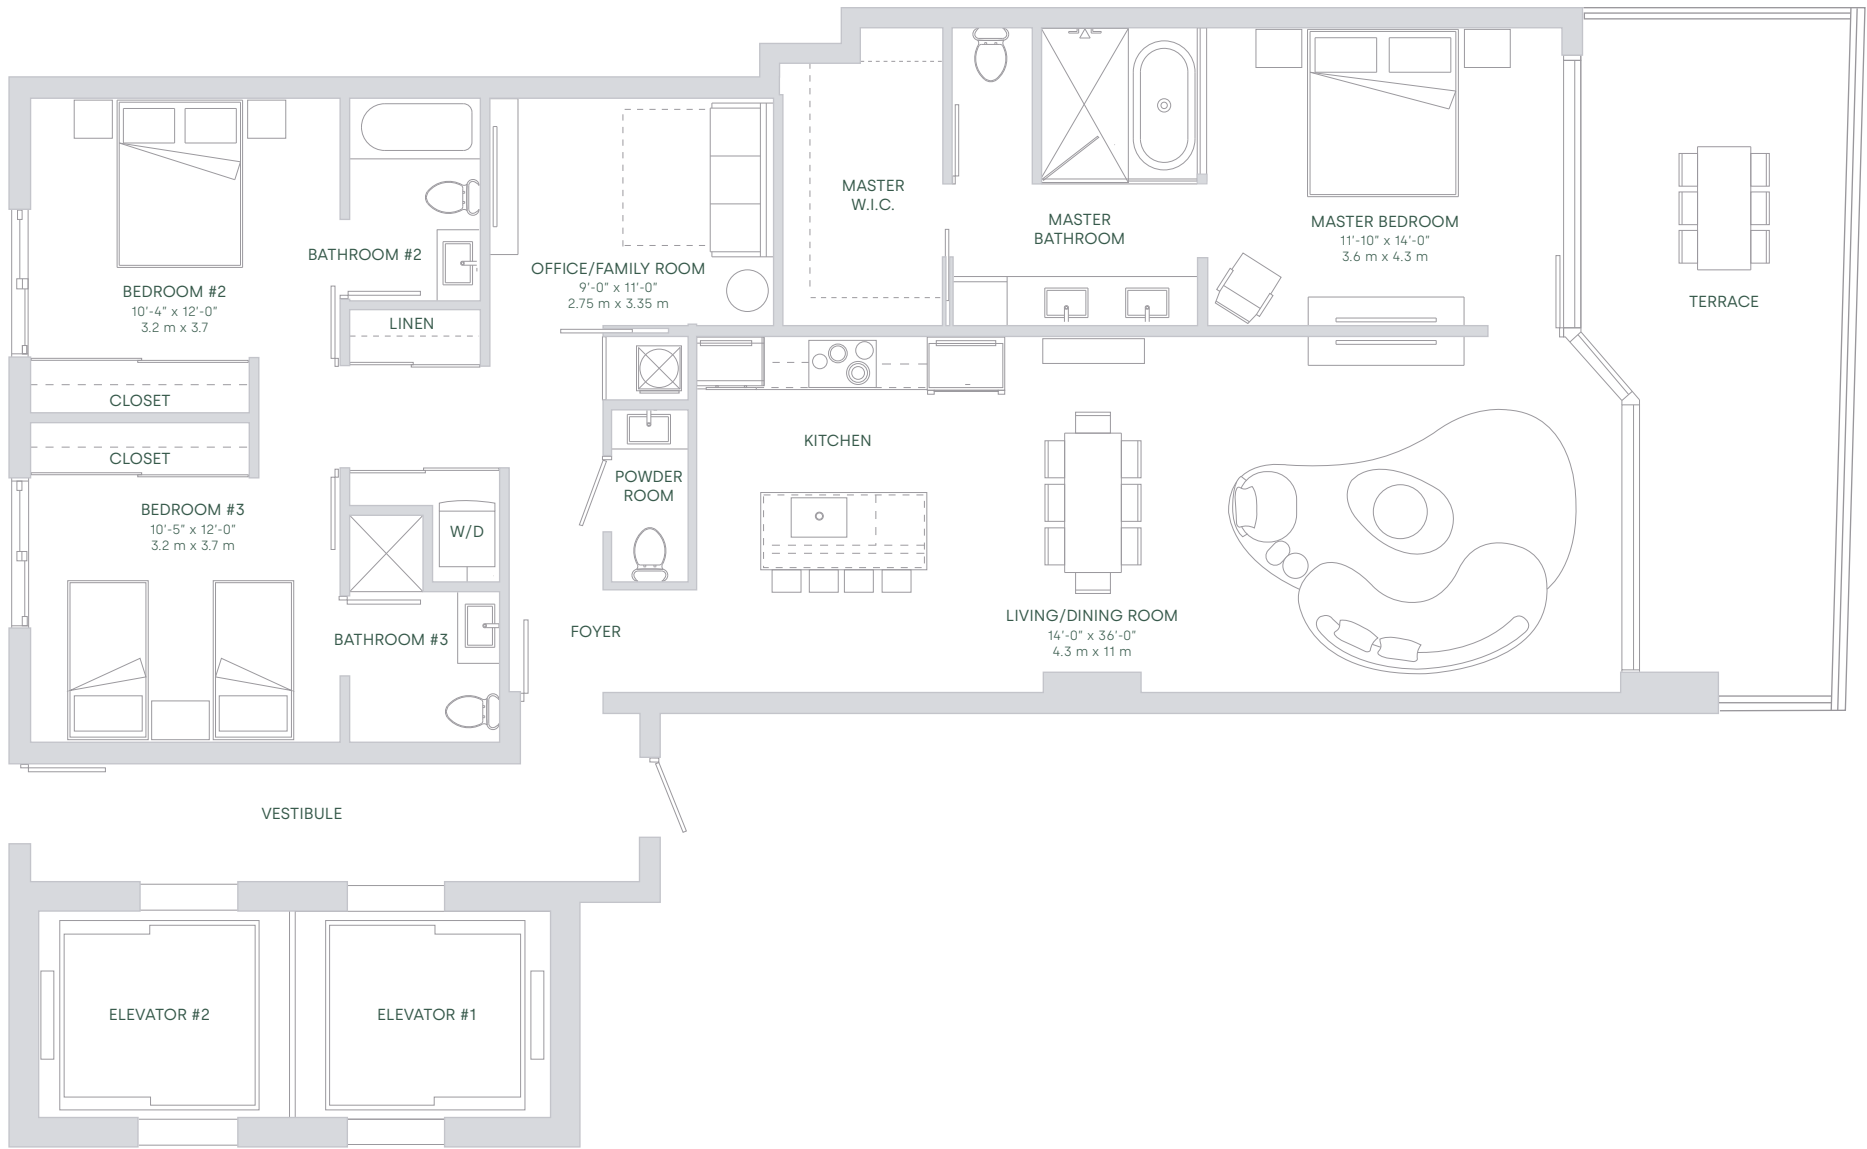 MASTER
W.I.C.
MASTER
BATHROOM
MASTER BEDROOM
11'-10" x 14'-0"
3.6 m x 4.3 m
TERRACE
BATHROOM #2
OFFICE/FAMILY ROOM
9'-0" x 11'-0"
2.75 m x 3.35 m
BEDROOM #2
10'-4" x 12'-0"
3.2 m x 3.7
LINEN
CLOSET
CLOSET
KITCHEN
POWDER
ROOM
BEDROOM #3
10'-5" x 12'-0"
3.2 m x 3.7 m
W/D
BATHROOM #3
FOYER
LIVING/DINING ROOM
14'-0" x 36'-0"
4.3 m x 11 m
VESTIBULE
ELEVATOR #2
ELEVATOR #1